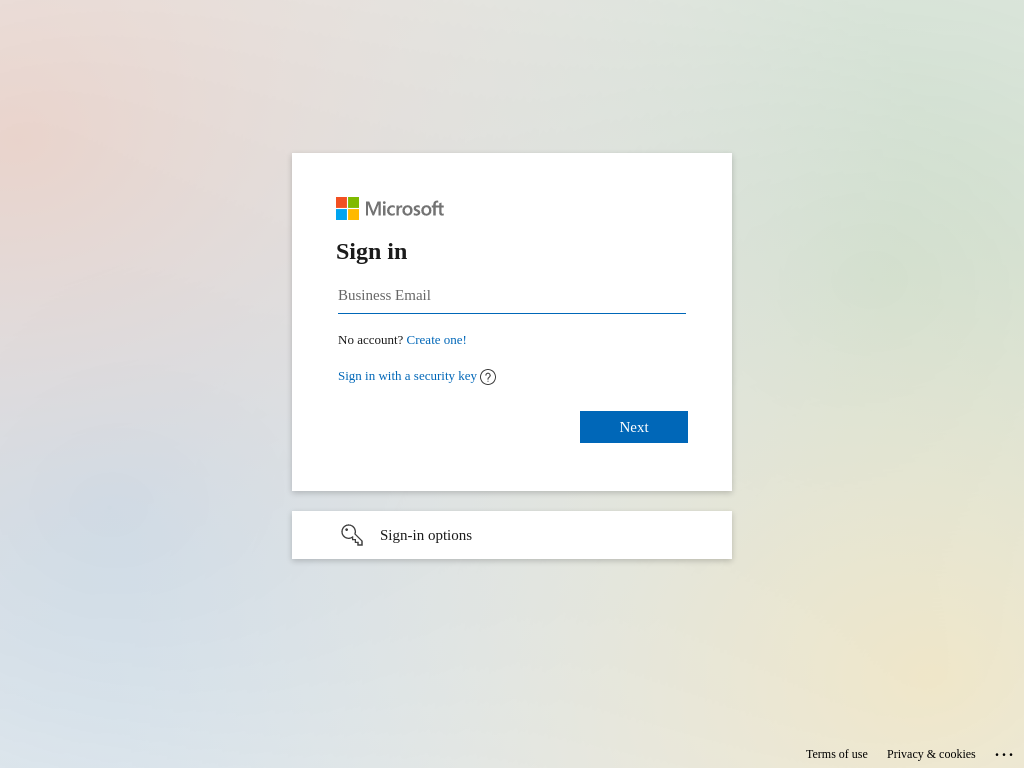 Microsoft
Sign in
Business Email
No account? Create one!
Sign in with a security key
Next
Sign-in options
Terms of use Privacy & cookies ...